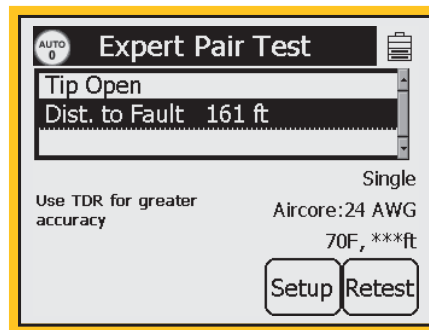 AUTO
0
Expert Pair Test
Tip Open
Dist. to Fault 161 ft
Single
Use TDR for greater
accuracy
Aircore:24 AWG
70F, ***ft
Setup
Retest